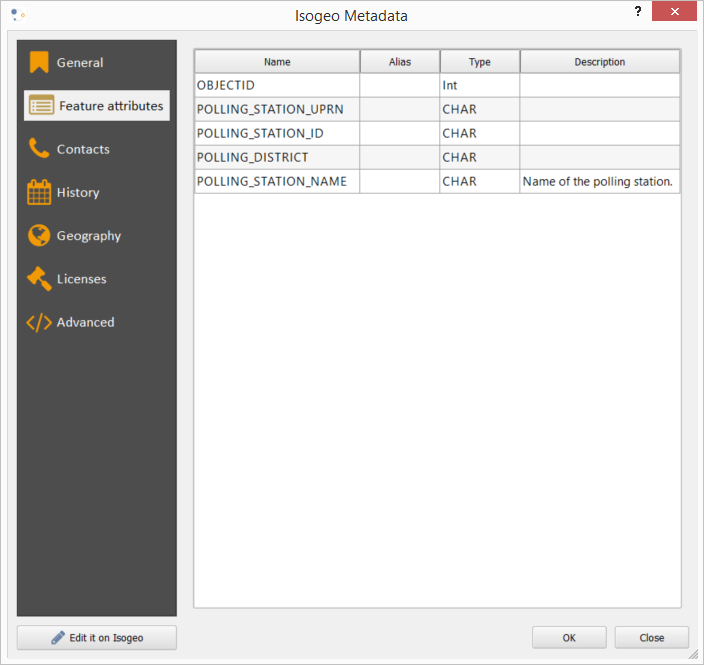 Isogeo Metadata
?
General
Feature attributes
Contacts
History
Geography
Licenses
Advanced
Name Alias Type Description
OBJECTID Int
POLLING_STATION_UPRN CHAR
POLLING_STATION_ID CHAR
POLLING_DISTRICT CHAR
POLLING_STATION_NAME CHAR Name of the polling station.
Edit it on Isogeo
OK Close